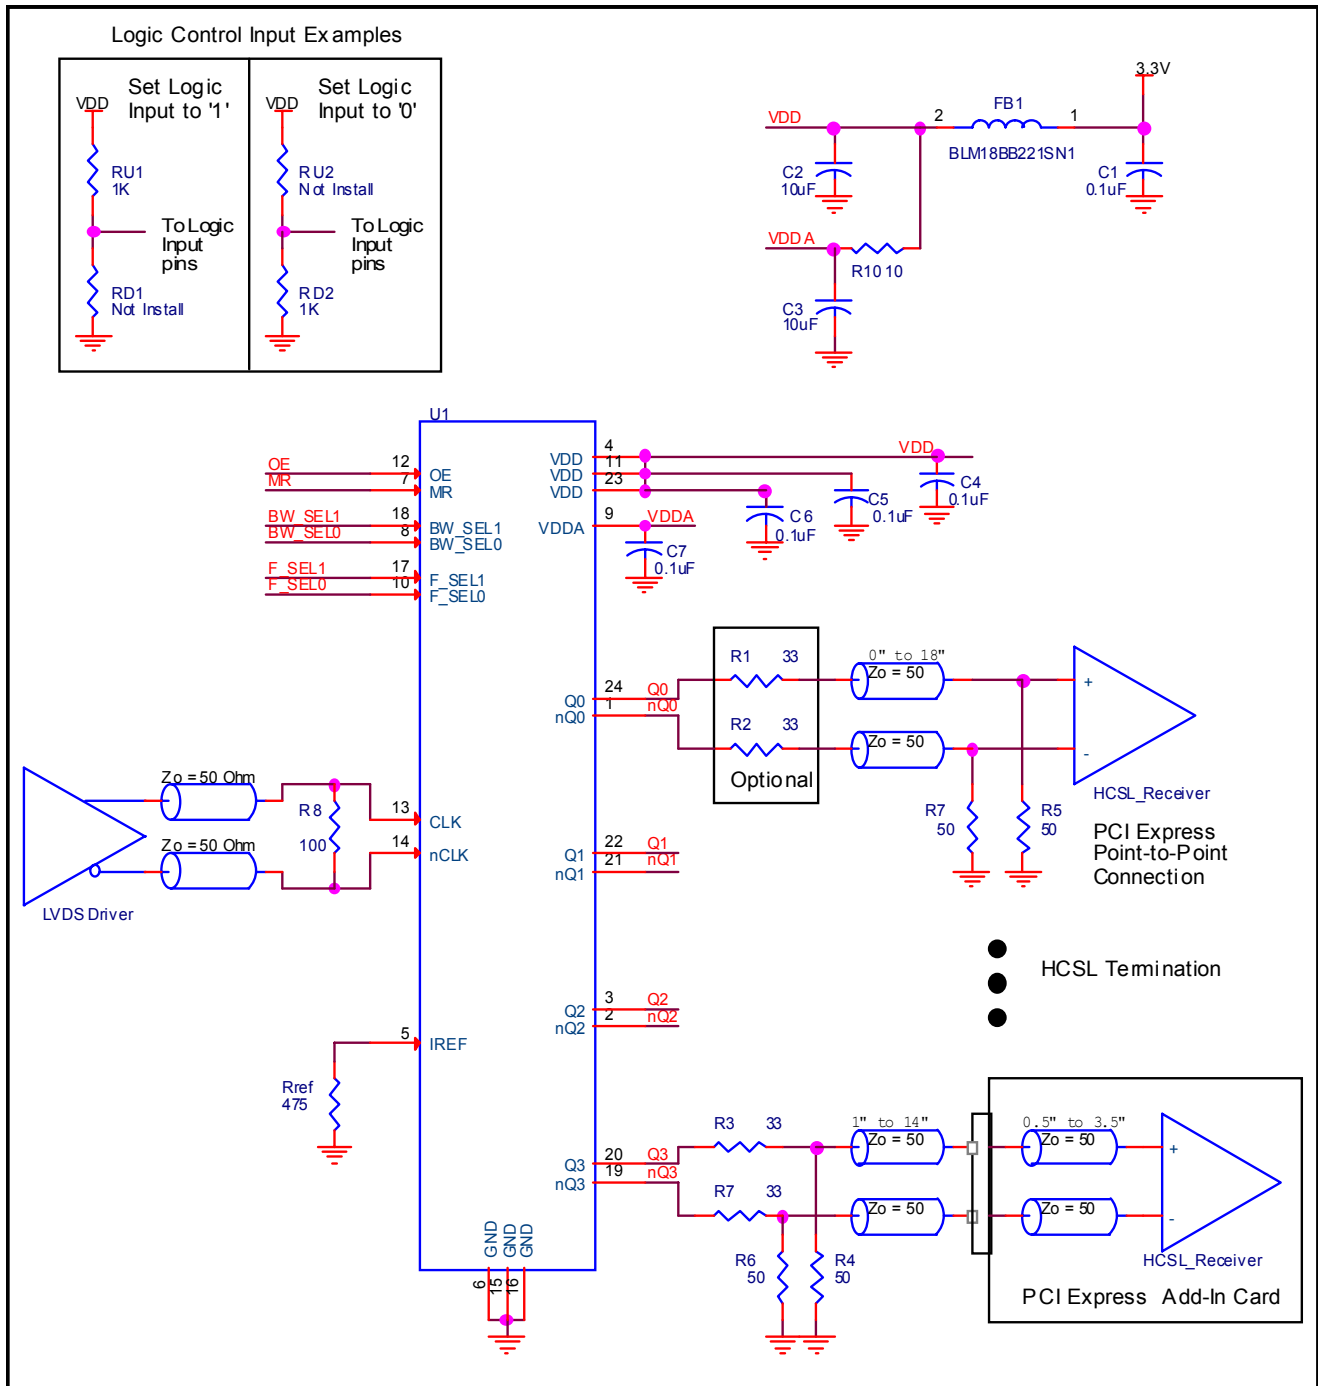 Logic Control Input Examples
Set Logic
Input to '1'
VDD
RU1
1K
To Logic
Input
pins
RD1
Not Install
Set Logic
Input to '0'
VDD
RU2
Not Install
To Logic
Input
pins
RD2
1K
3.3V
VDD
2
FB1
1
BLM18BB221SN1
C2
10uF
C1
0.1uF
VDDA
R10 10
C3
10uF
U1
OE
12
OE
MR
7
MR
BW_SEL1
18
BW_SEL1
BW_SEL0
8
BW_SEL0
F_SEL1
17
F_SEL1
F_SEL0
10
F_SEL0
VDD
4
VDD
VDD
11
VDD
23
C4
0.1uF
C5
0.1uF
C6
0.1uF
VDDA
9
VDDA
C7
0.1uF
Q0
24
Q0
nQ0
1
nQ0
R1 33
R2 33
Optional
0" to 18"
Zo = 50
Zo = 50
+
-
HCSL_Receiver
R7
50
R5
50
PCI Express
Point-to-Point
Connection
Zo = 50 Ohm
Zo = 50 Ohm
LVDS Driver
R8
100
13
CLK
14
nCLK
Q1
22
Q1
nQ1
21
nQ1
HCSL Termination
Q2
3
Q2
nQ2
2
nQ2
5
IREF
Rref
475
Q3
20
Q3
nQ3
19
nQ3
R3 33
R7 33
R6
50
R4
50
1" to 14"
Zo = 50
Zo = 50
0.5" to 3.5"
Zo = 50
Zo = 50
+
-
HCSL_Receiver
PCI Express Add-In Card
GND
GND
GND
6
15
16